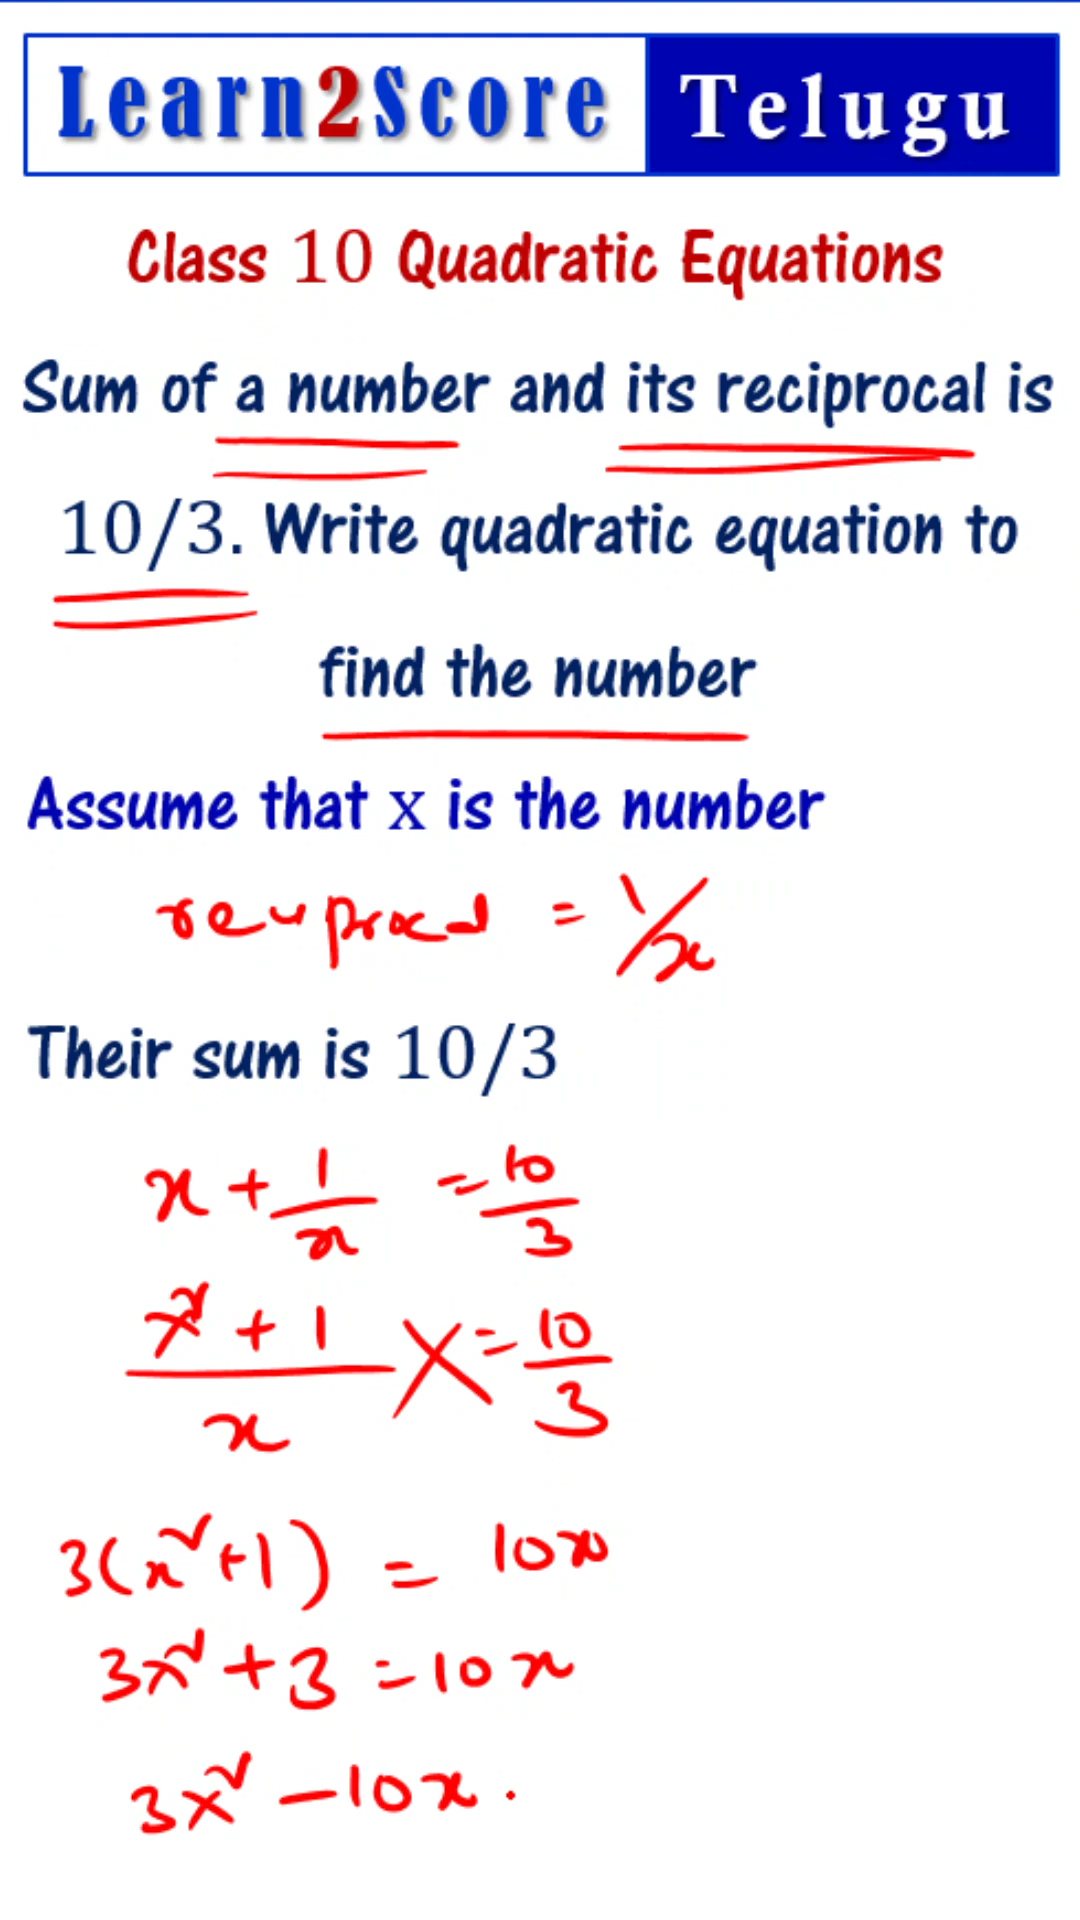 Learn2Score Telugu
Class 10 Quadratic Equations
Sum of a number and its reciprocal is
10/3. Write quadratic equation to
find the number
Assume that x is the number
reciprocal = 1/x
Their sum is 10/3
x + 1/x = 10/3
x² + 1 / x = 10/3
3(x²+1) = 10x
3x² + 3 = 10x
3x² - 10x